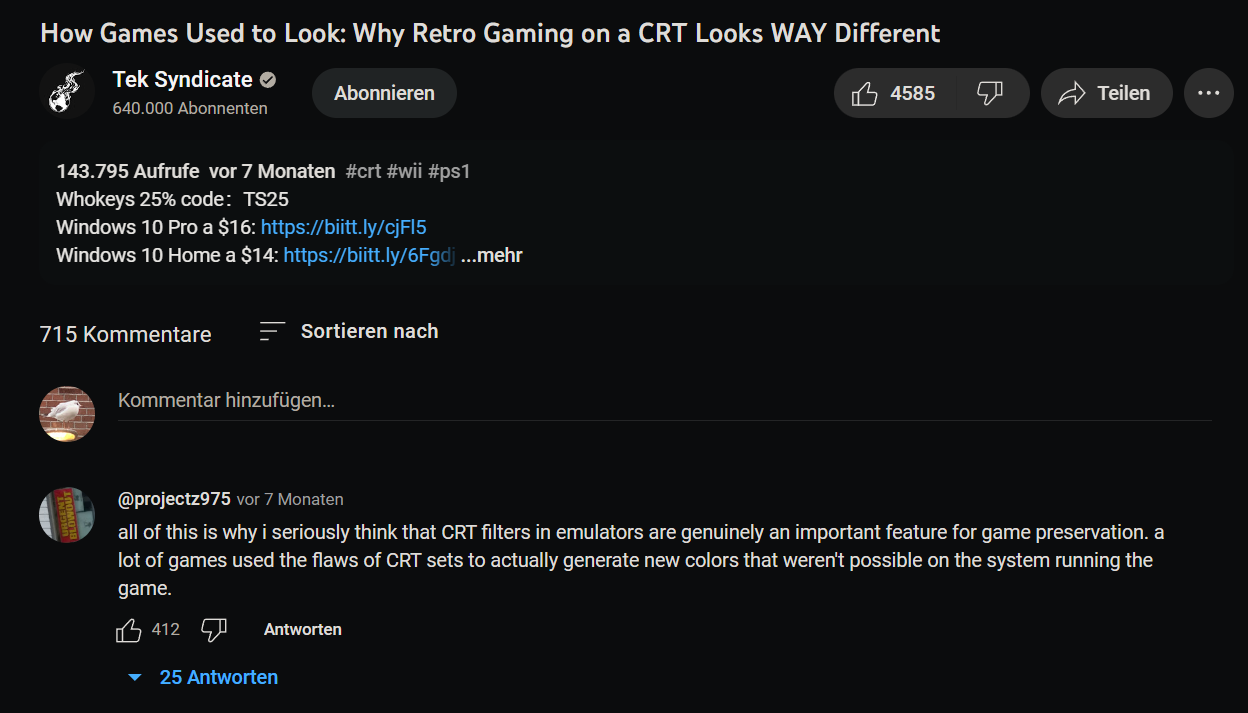 How Games Used to Look: Why Retro Gaming on a CRT Looks WAY Different
Tek Syndicate
640.000 Abonnenten
Abonnieren
4585
Teilen
143.795 Aufrufe vor 7 Monaten #crt #wii #ps1
Whokeys 25% code：TS25
Windows 10 Pro a $16: https://biitt.ly/cjFl5
Windows 10 Home a $14: https://biitt.ly/6Fgdj ...mehr
715 Kommentare
Sortieren nach
Kommentar hinzufügen...
URGENT
BLOWOUT
@projectz975 vor 7 Monaten
all of this is why i seriously think that CRT filters in emulators are genuinely an important feature for game preservation. a
lot of games used the flaws of CRT sets to actually generate new colors that weren't possible on the system running the
game.
412
Antworten
25 Antworten